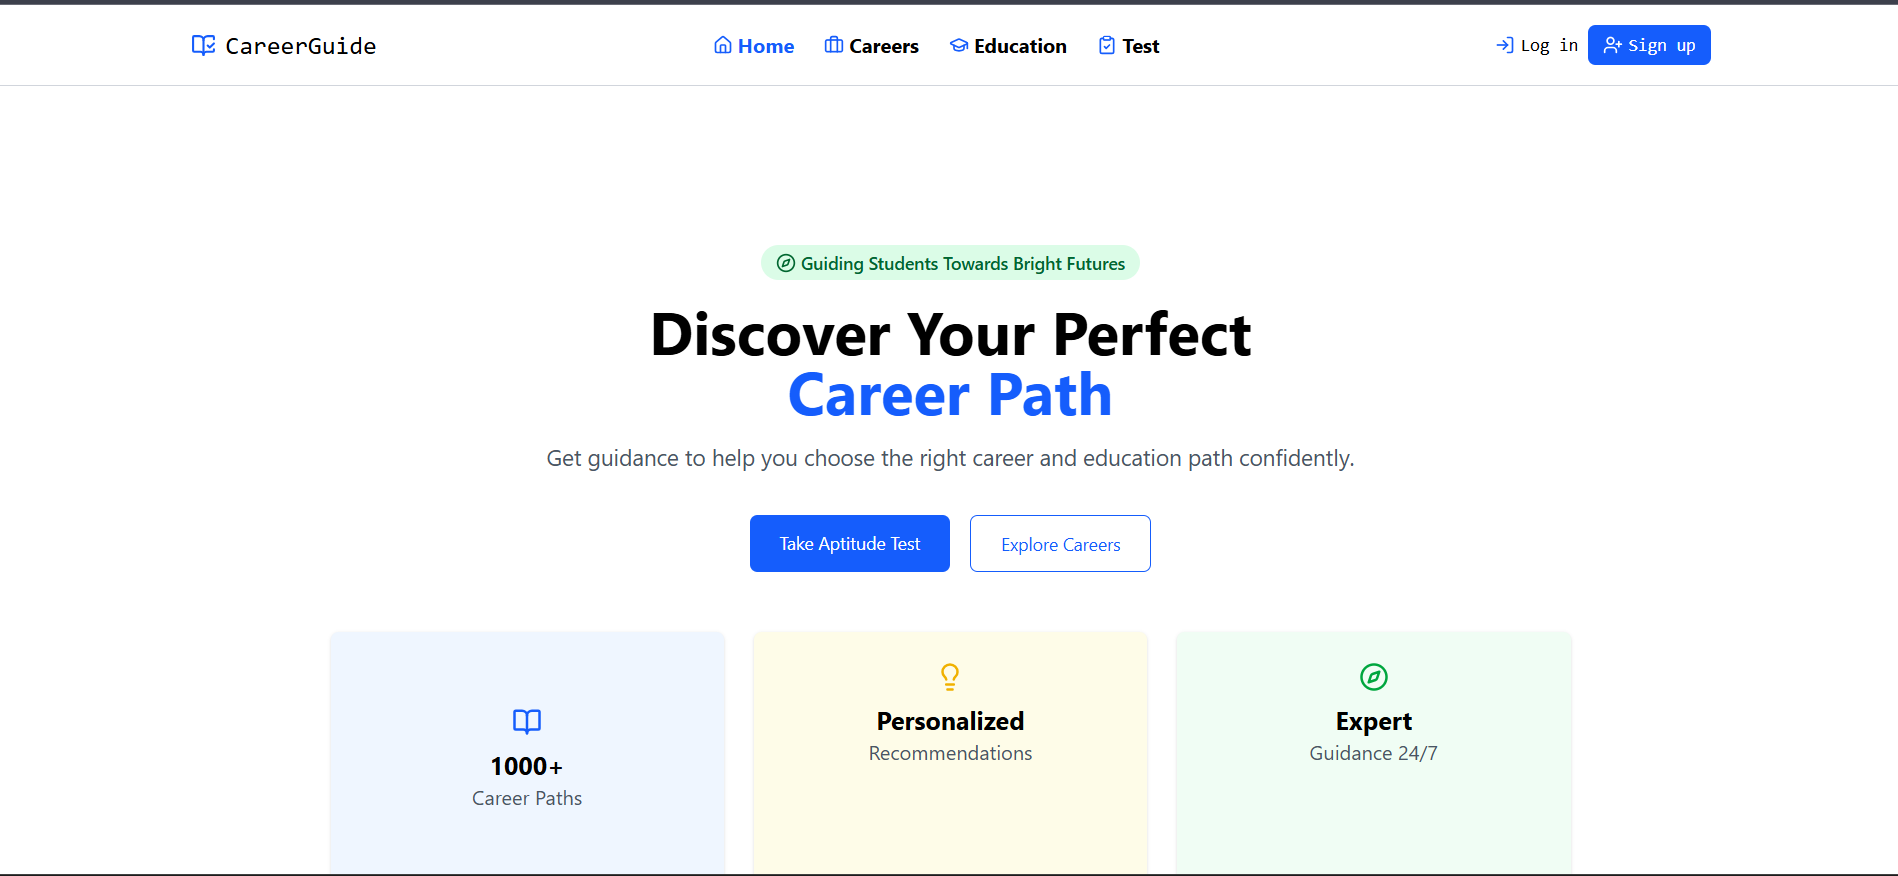 CareerGuide
Home
Careers
Education
Test
Log in
Sign up
Guiding Students Towards Bright Futures
Discover Your Perfect
Career Path
Get guidance to help you choose the right career and education path confidently.
Take Aptitude Test
Explore Careers
1000+
Career Paths
Personalized
Recommendations
Expert
Guidance 24/7